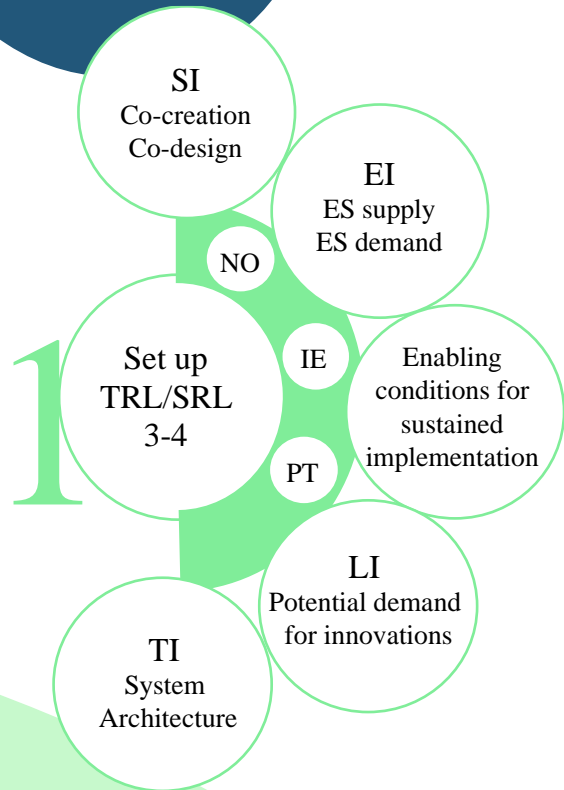 SI
Co-creation
Co-design
EI
ES supply
ES demand
NO
1
Set up
TRL/SRL
3-4
IE
Enabling
conditions for
sustained
implementation
PT
LI
Potential demand
for innovations
TI
System
Architecture